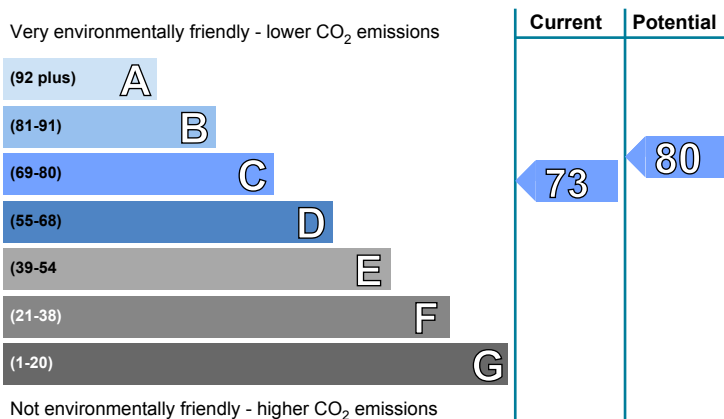 Current Potential
Very environmentally friendly - lower CO2 emissions
(92 plus) A
(81-91) B
(69-80) C
80
73
(55-68) D
(39-54 E
(21-38) F
(1-20) G
Not environmentally friendly - higher CO2 emissions